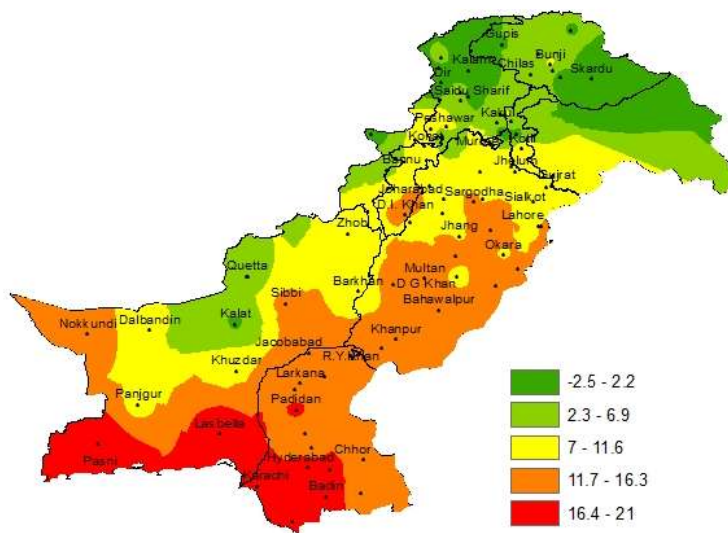 Gupis
Bunji
Kalam
Chilas
Skardu
Dir
Saidu Sharif
Kakul
Peshawar
Kotli
Bannu
Jhelum
Gujrat
Joharabad
Sargodha
Sialkot
D.I. Khan
Lahore
Zhob
Jhang
Okara
Quetta
Multan
Barkhan
D G Khan
Sibbi
Bahawalpur
Kalat
Dalbandin
Nokkundi
Khanpur
Jacobabad
R.Y.Khan
Khuzdar
Larkana
Panjgur
Padidan
Lasbella
Chhor
Hyderabad
Pasni
Karachi
Badin
-2.5 - 2.2
2.3 - 6.9
7 - 11.6
11.7 - 16.3
16.4 - 21